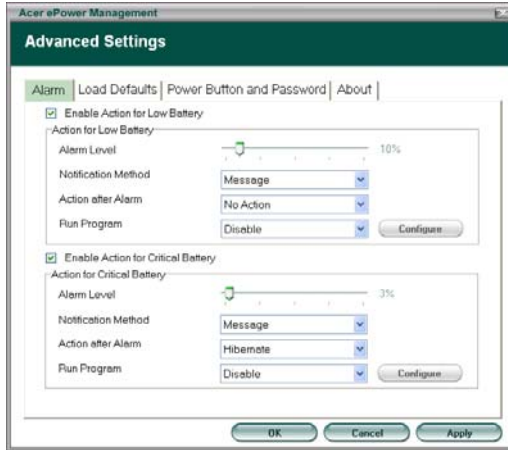 Acer ePower Management
Advanced Settings
Alarm Load Defaults Power Button and Password About
Enable Action for Low Battery
Action for Low Battery
Alarm Level 10%
Notification Method Message
Action after Alarm No Action
Run Program Disable Configure
Enable Action for Critical Battery
Action for Critical Battery
Alarm Level 3%
Notification Method Message
Action after Alarm Hibernate
Run Program Disable Configure
OK Cancel Apply